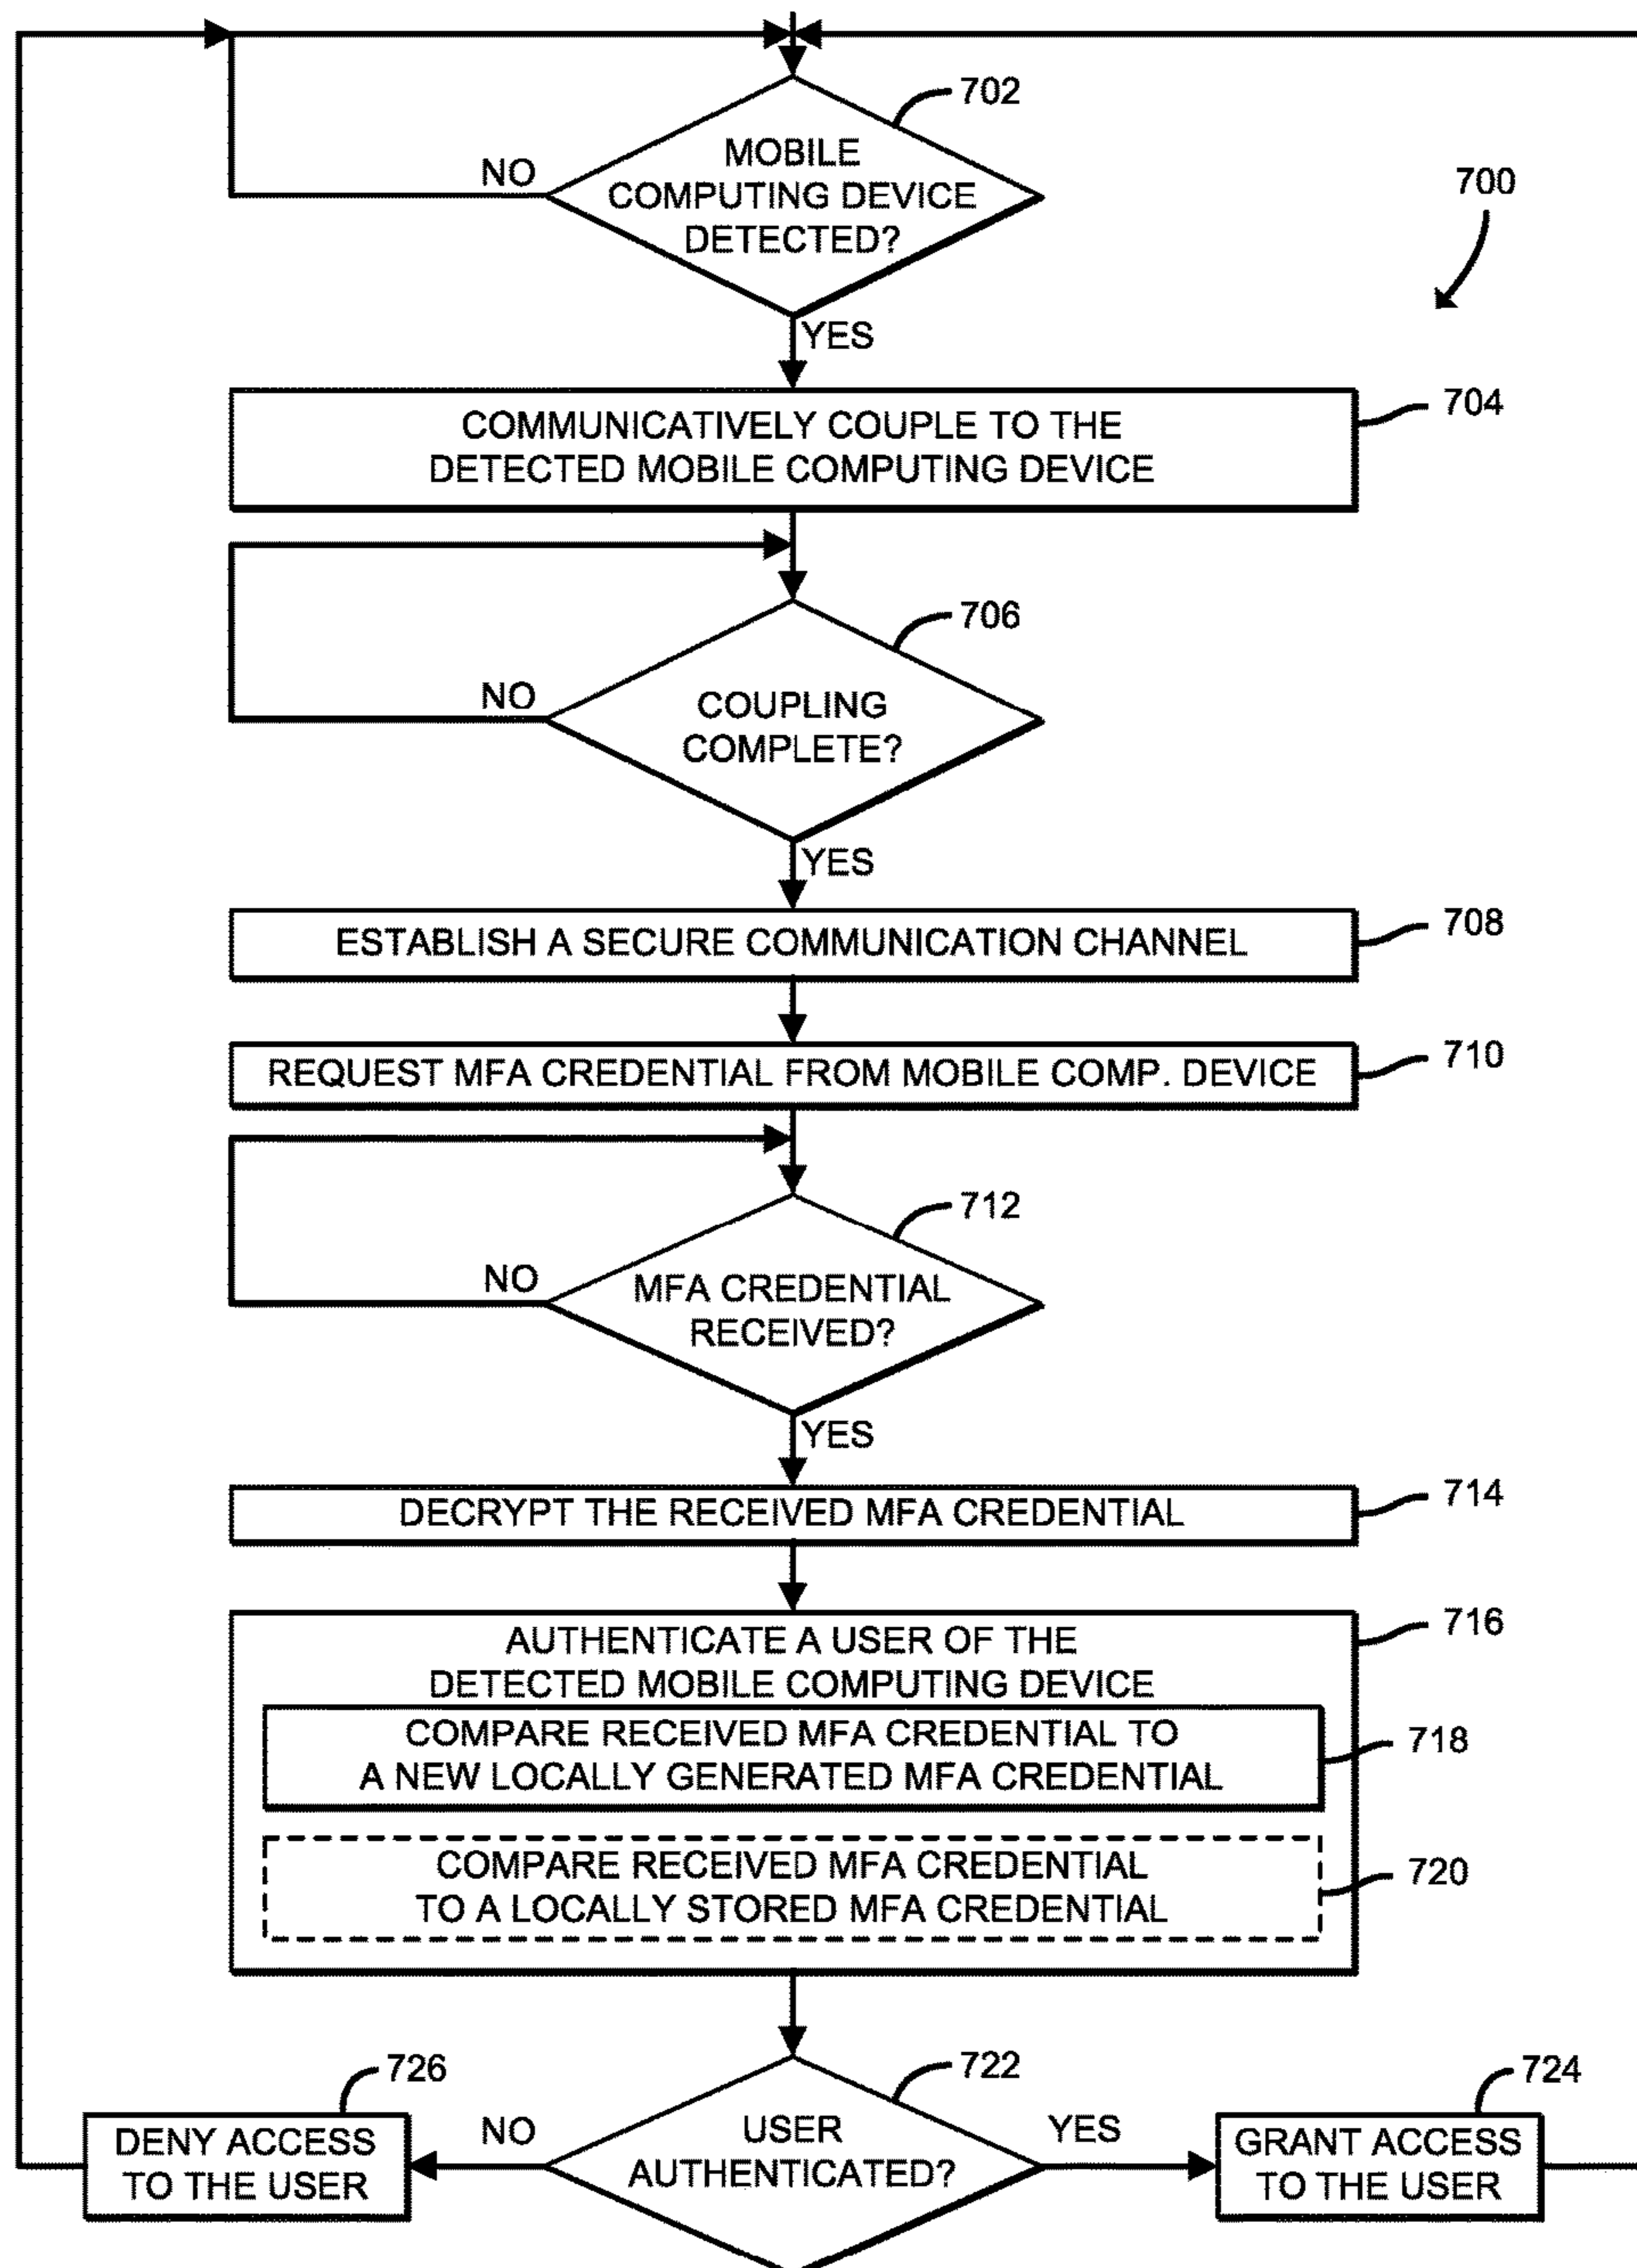 702
MOBILE
COMPUTING DEVICE
DETECTED?
NO
700
YES
704
COMMUNICATIVELY COUPLE TO THE
DETECTED MOBILE COMPUTING DEVICE
706
COUPLING
COMPLETE?
NO
YES
708
ESTABLISH A SECURE COMMUNICATION CHANNEL
710
REQUEST MFA CREDENTIAL FROM MOBILE COMP. DEVICE
712
MFA CREDENTIAL
RECEIVED?
NO
YES
714
DECRYPT THE RECEIVED MFA CREDENTIAL
716
AUTHENTICATE A USER OF THE
DETECTED MOBILE COMPUTING DEVICE
COMPARE RECEIVED MFA CREDENTIAL TO
A NEW LOCALLY GENERATED MFA CREDENTIAL
718
COMPARE RECEIVED MFA CREDENTIAL
TO A LOCALLY STORED MFA CREDENTIAL
720
726
DENY ACCESS
TO THE USER
NO
722
USER
AUTHENTICATED?
YES
724
GRANT ACCESS
TO THE USER